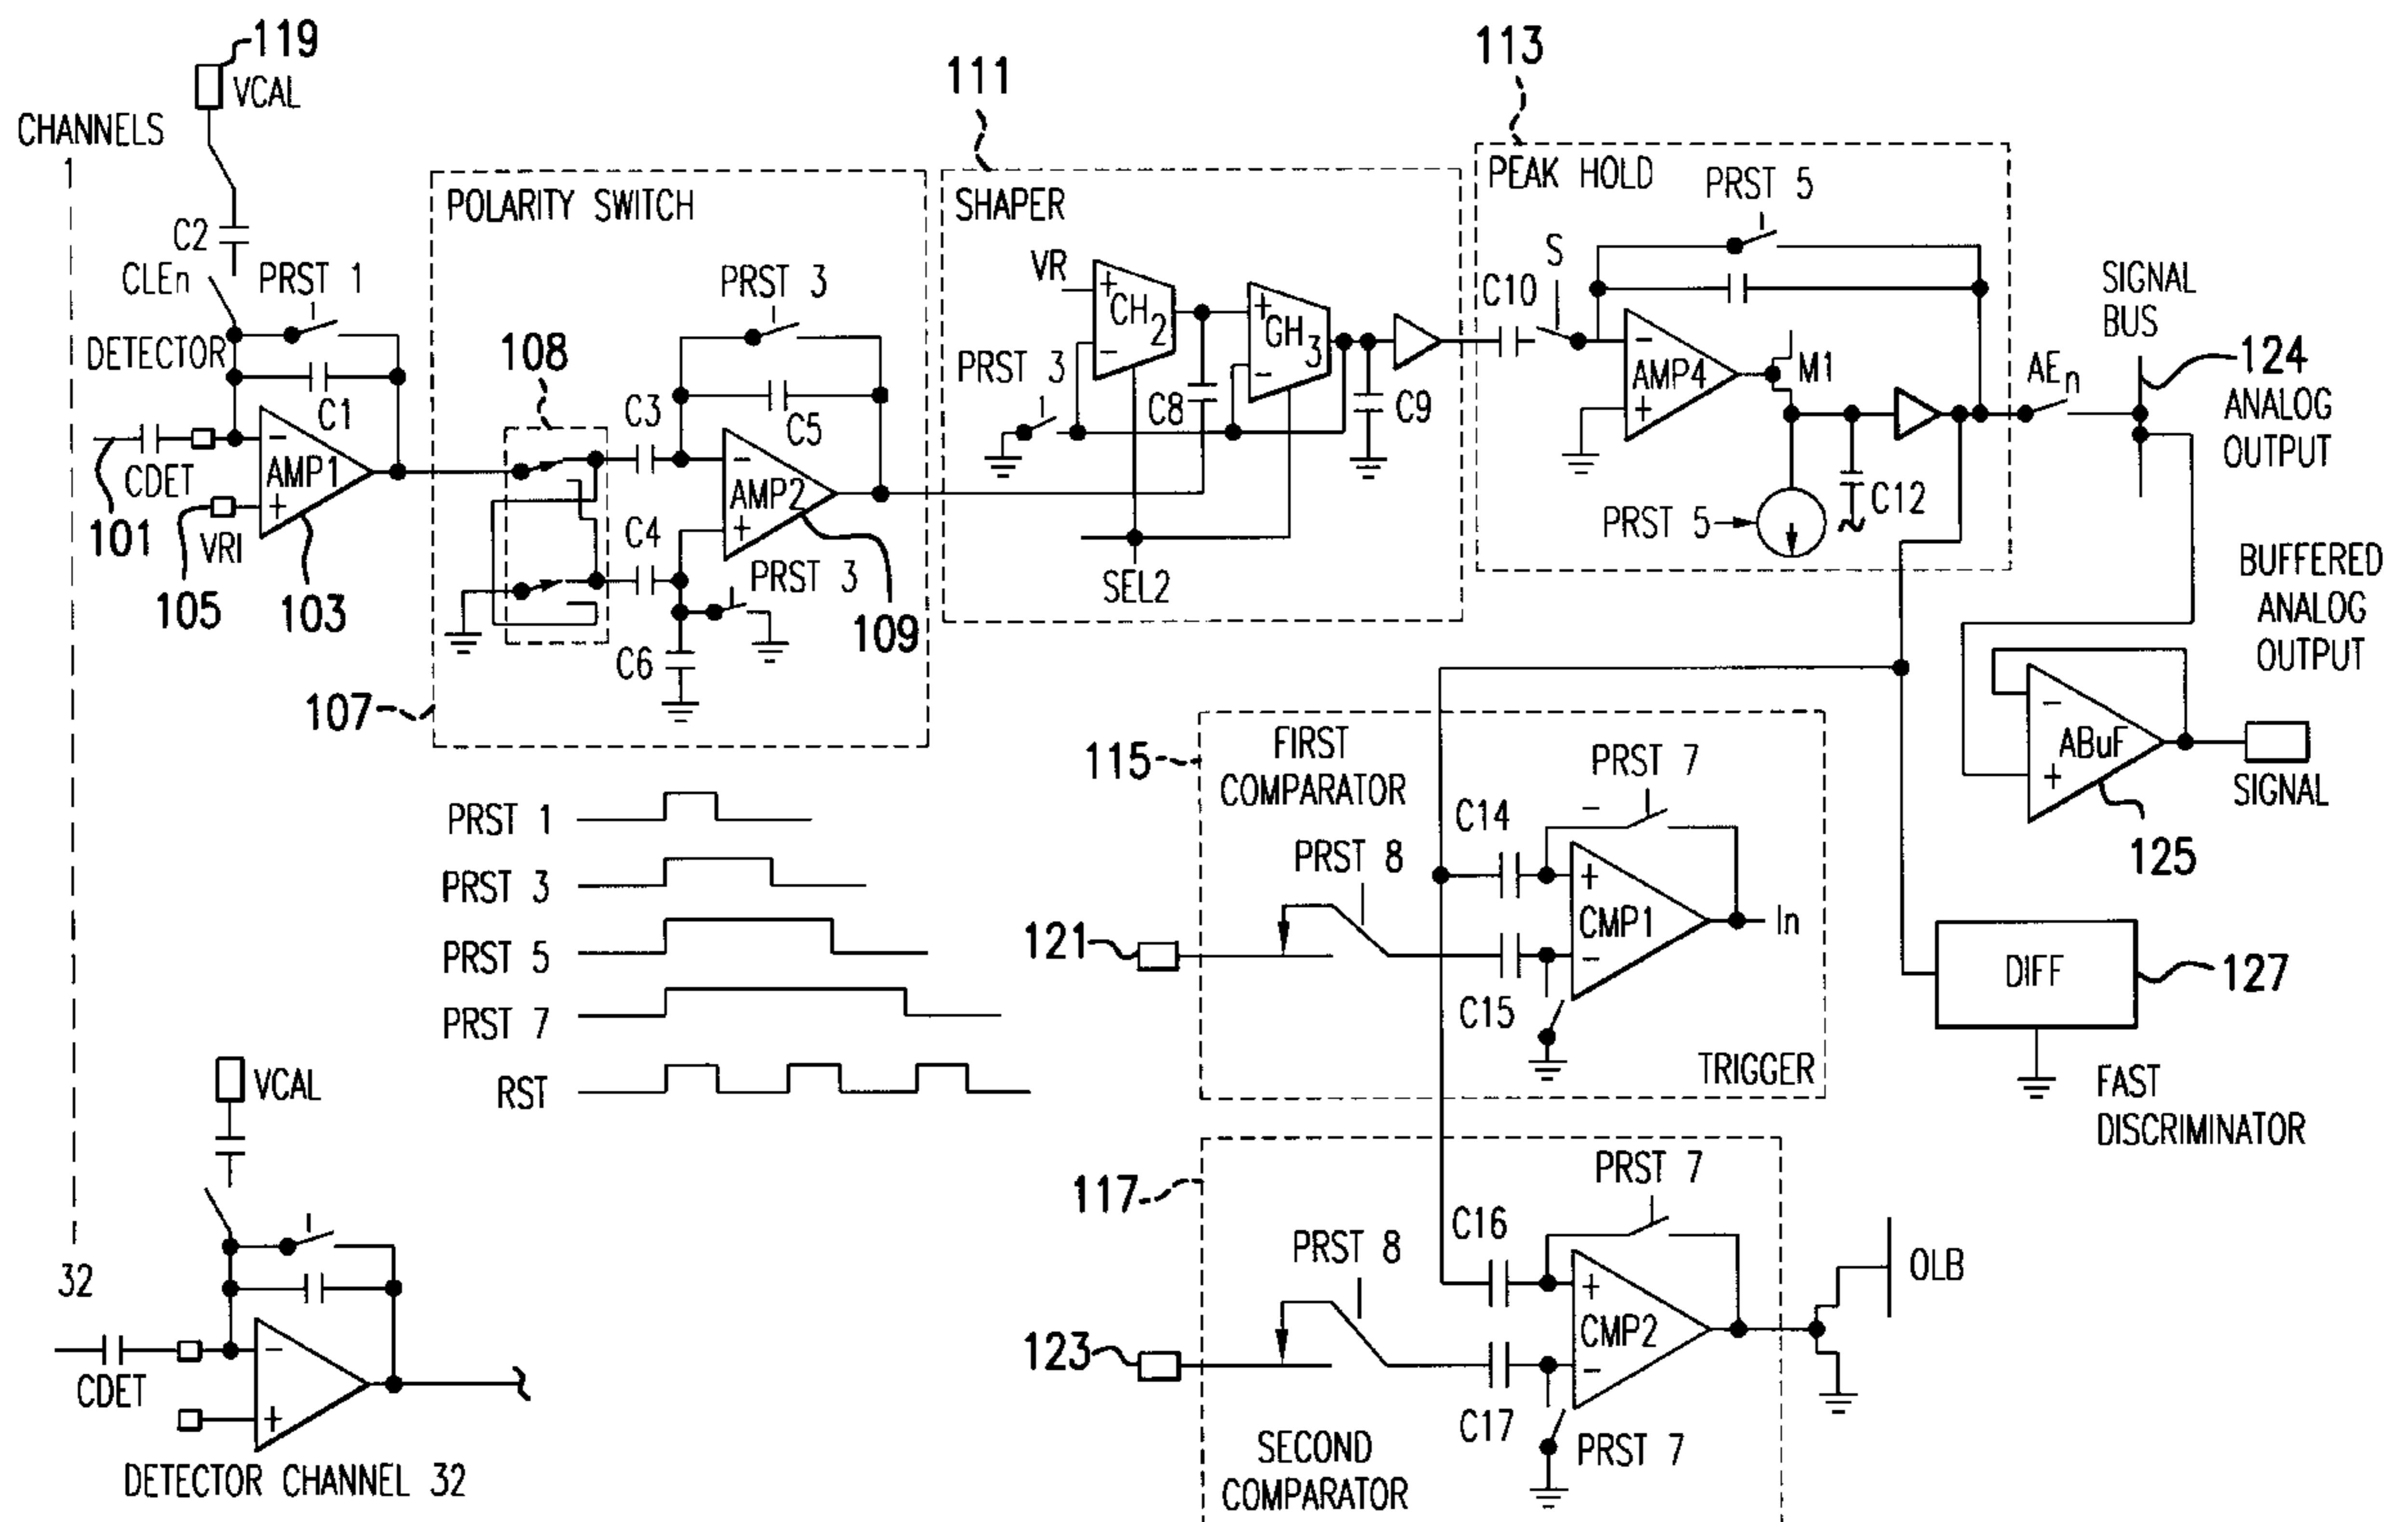 119
VCAL
CHANNELS
1
C2
CLEn
PRST 1
DETECTOR
C1
CDET
AMP1
-
+
101
VRI
105
103
POLARITY SWITCH
108
PRST 3
C3
C5
-
AMP2
+
C4
PRST 3
C6
109
107
111
SHAPER
VR
+
CH2
-
+
GH3
-
PRST 3
C8
C9
SEL2
113
PEAK HOLD
PRST 5
S
C10
-
AMP4
+
M1
PRST 5
C12
AEn
SIGNAL
BUS
124
ANALOG
OUTPUT
BUFFERED
ANALOG
OUTPUT
-
ABuF
+
SIGNAL
125
115
FIRST
COMPARATOR
PRST 7
-
C14
PRST 8
+
CMP1
-
In
121
C15
TRIGGER
DIFF
127
FAST
DISCRIMINATOR
PRST 1
PRST 3
PRST 5
PRST 7
RST
VCAL
32
CDET
-
+
DETECTOR CHANNEL 32
117
PRST 7
C16
PRST 8
+
CMP2
-
OLB
123
C17
PRST 7
SECOND
COMPARATOR